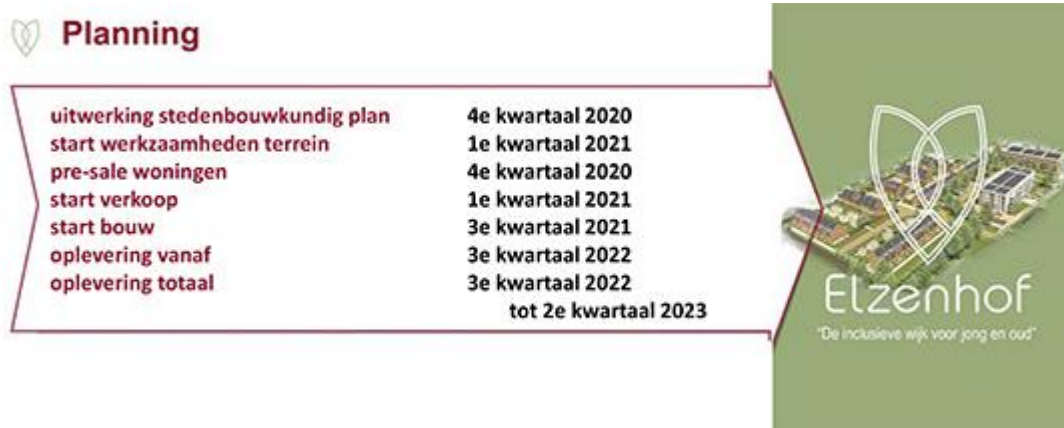 Planning
uitwerking stedenbouwkundig plan 4e kwartaal 2020
start werkzaamheden terrein 1e kwartaal 2021
pre-sale woningen 4e kwartaal 2020
start verkoop 1e kwartaal 2021
start bouw 3e kwartaal 2021
oplevering vanaf 3e kwartaal 2022
oplevering totaal 3e kwartaal 2022
tot 2e kwartaal 2023
Elzenhof
"De inclusieve wijk voor jong en oud"